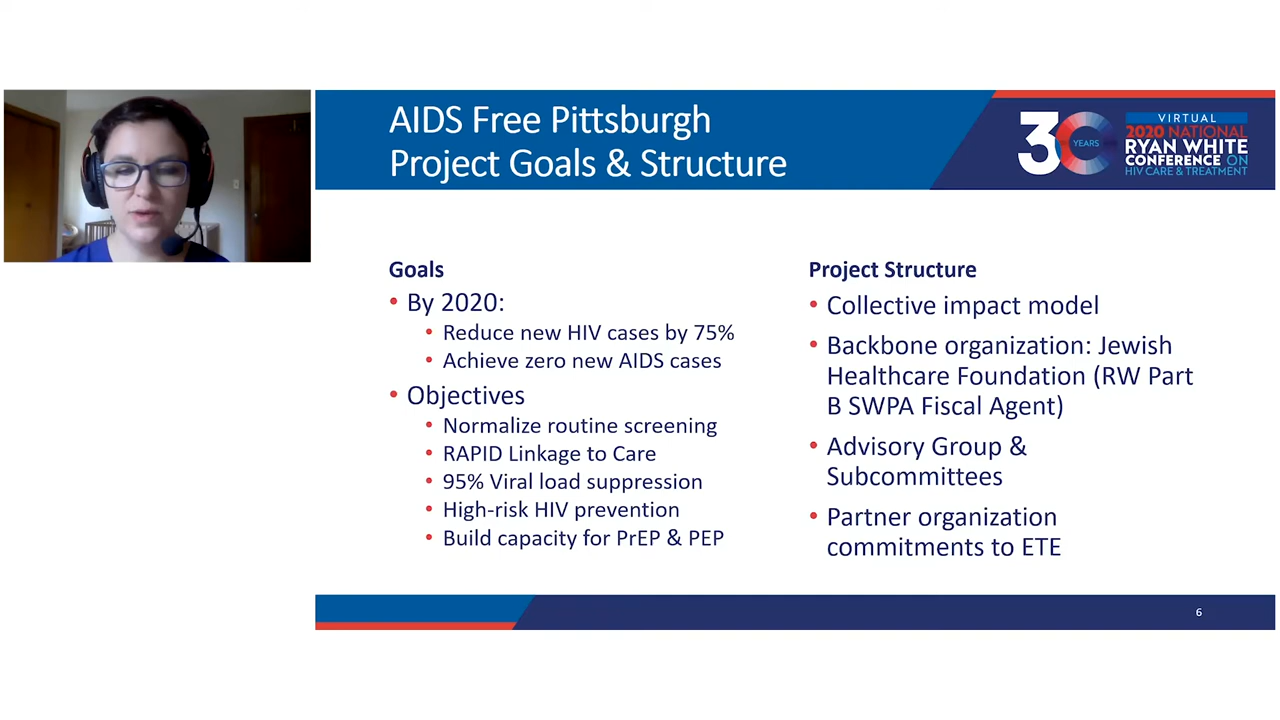 AIDS Free Pittsburgh
Project Goals & Structure
30
YEARS
VIRTUAL
2020 NATIONAL
RYAN WHITE
CONFERENCE ON
HIV CARE & TREATMENT
Goals
• By 2020:
• Reduce new HIV cases by 75%
• Achieve zero new AIDS cases
• Objectives
• Normalize routine screening
• RAPID Linkage to Care
• 95% Viral load suppression
• High-risk HIV prevention
• Build capacity for PrEP & PEP
Project Structure
• Collective impact model
• Backbone organization: Jewish
Healthcare Foundation (RW Part
B SWPA Fiscal Agent)
• Advisory Group &
Subcommittees
• Partner organization
commitments to ETE
6